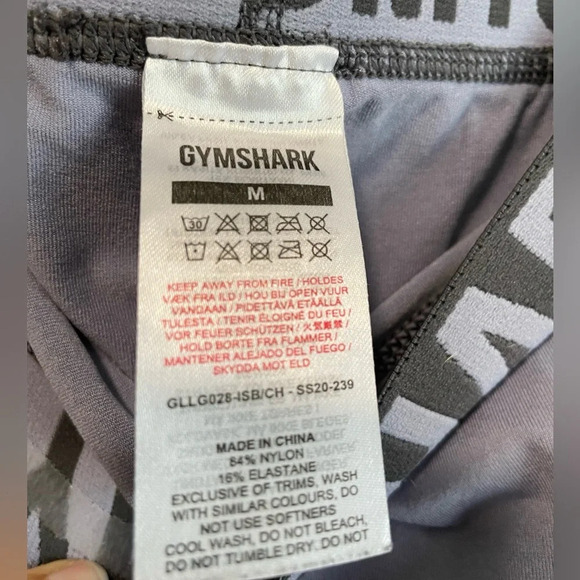 GYMSHARK
M
30
KEEP AWAY FROM FIRE / HOLDES
VÆK FRA ILD / HOU BIJ OPEN VUUR
VANDAAN / PIDETTÄVÄ ETÄÄLLÄ
TULESTA / TENIR ÉLOIGNÉ DU FEU /
VOR FEUER SCHÜTZEN / 火気厳禁 /
HOLD BORTE FRA FLAMMER /
MANTENER ALEJADO DEL FUEGO /
SKYDDA MOT ELD
GLLG028-ISB/CH - SS20-239
MADE IN CHINA
84% NYLON
16% ELASTANE
EXCLUSIVE OF TRIMS, WASH
WITH SIMILAR COLOURS, DO
NOT USE SOFTNERS
COOL WASH, DO NOT BLEACH,
DO NOT TUMBLE DRY. DO NOT